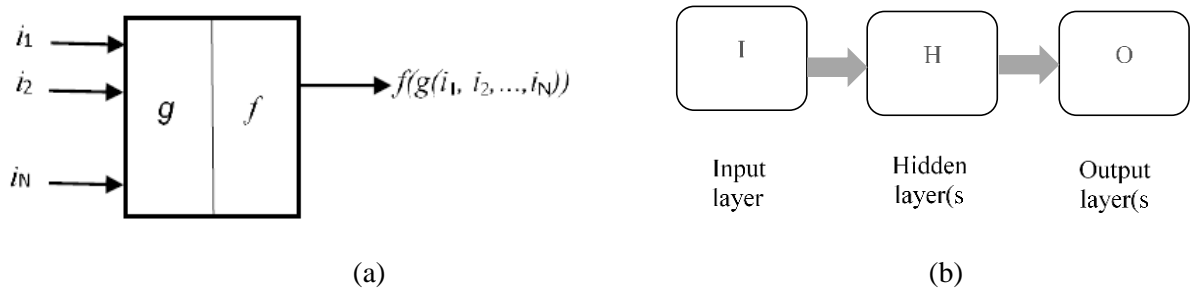 i1
i2
iN
g
f
f(g(i1, i2,...,iN))
(a)
I
H
O
Input
layer
Hidden
layer(s
Output
layer(s
(b)